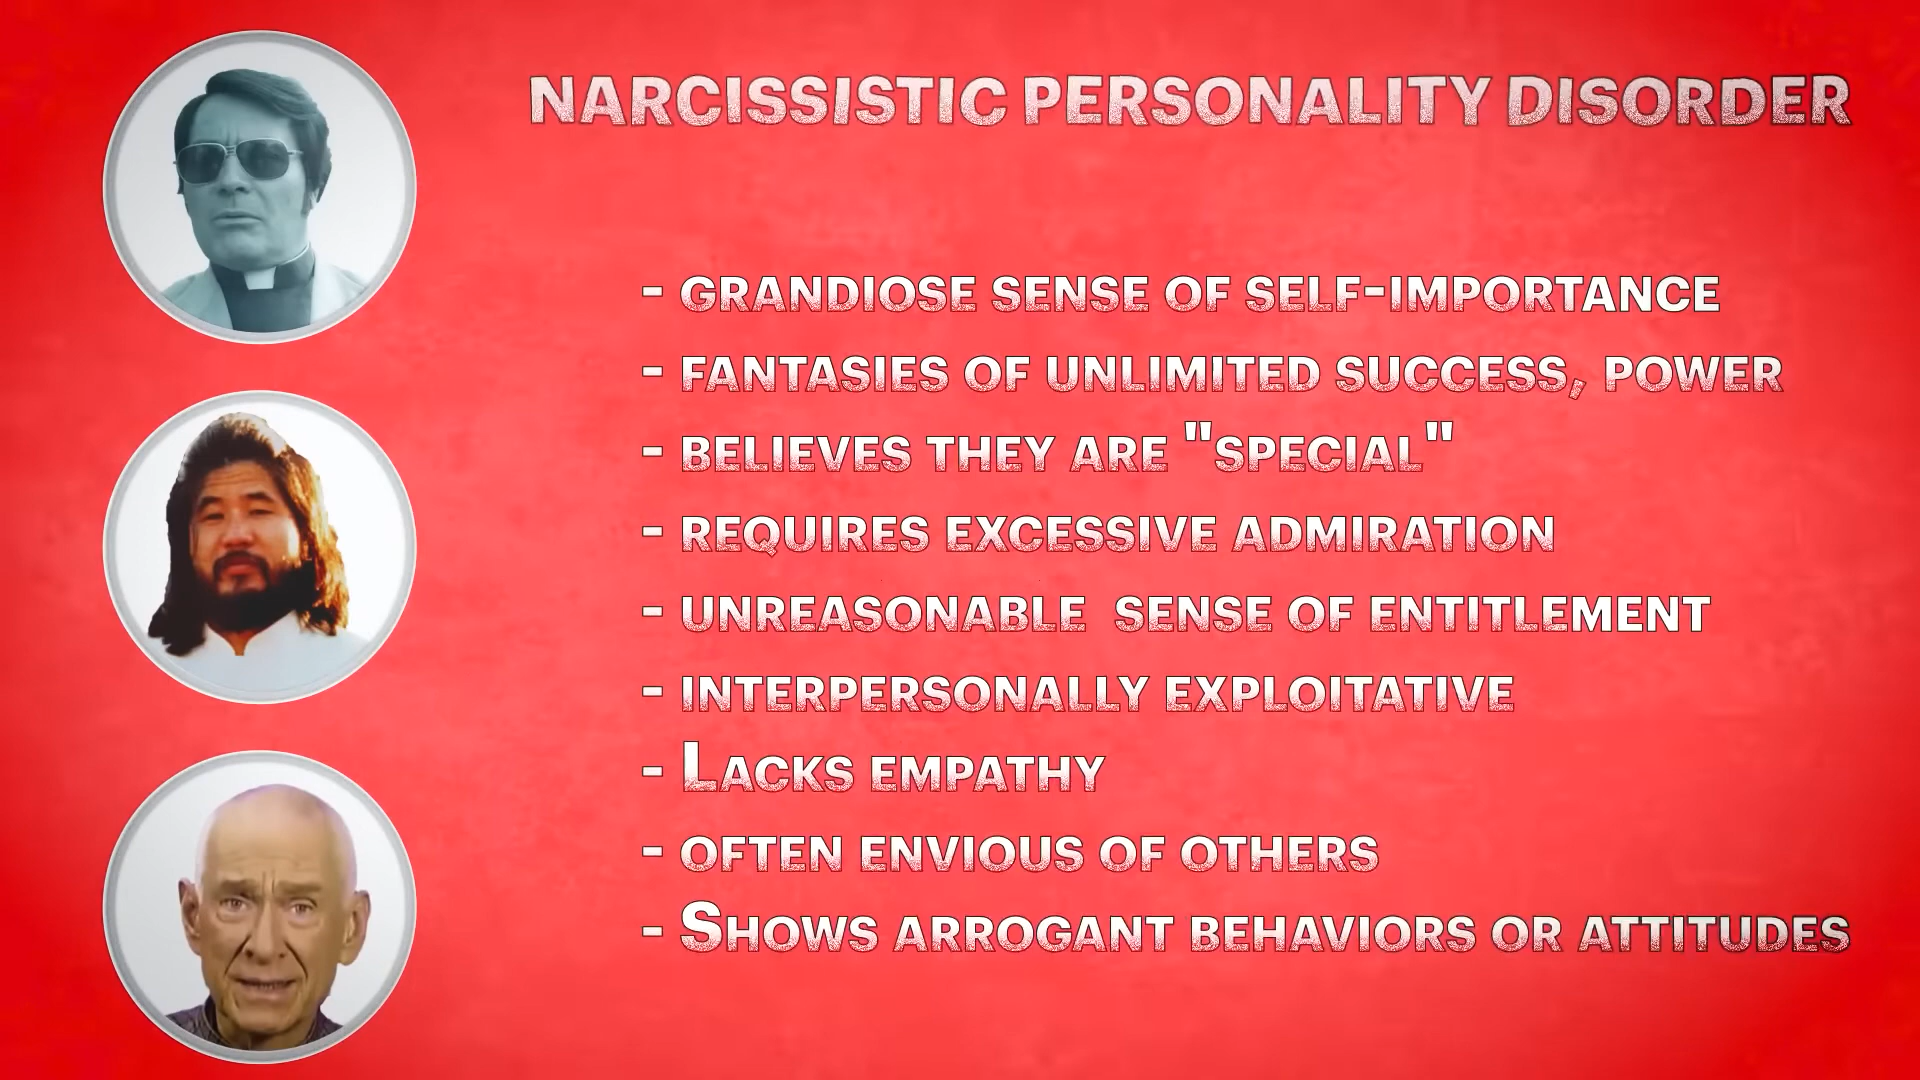 NARCISSISTIC PERSONALITY DISORDER
- GRANDIOSE SENSE OF SELF-IMPORTANCE
- FANTASIES OF UNLIMITED SUCCESS, POWER
- BELIEVES THEY ARE "SPECIAL"
- REQUIRES EXCESSIVE ADMIRATION
- UNREASONABLE SENSE OF ENTITLEMENT
- INTERPERSONALLY EXPLOITATIVE
- LACKS EMPATHY
- OFTEN ENVIOUS OF OTHERS
- SHOWS ARROGANT BEHAVIORS OR ATTITUDES